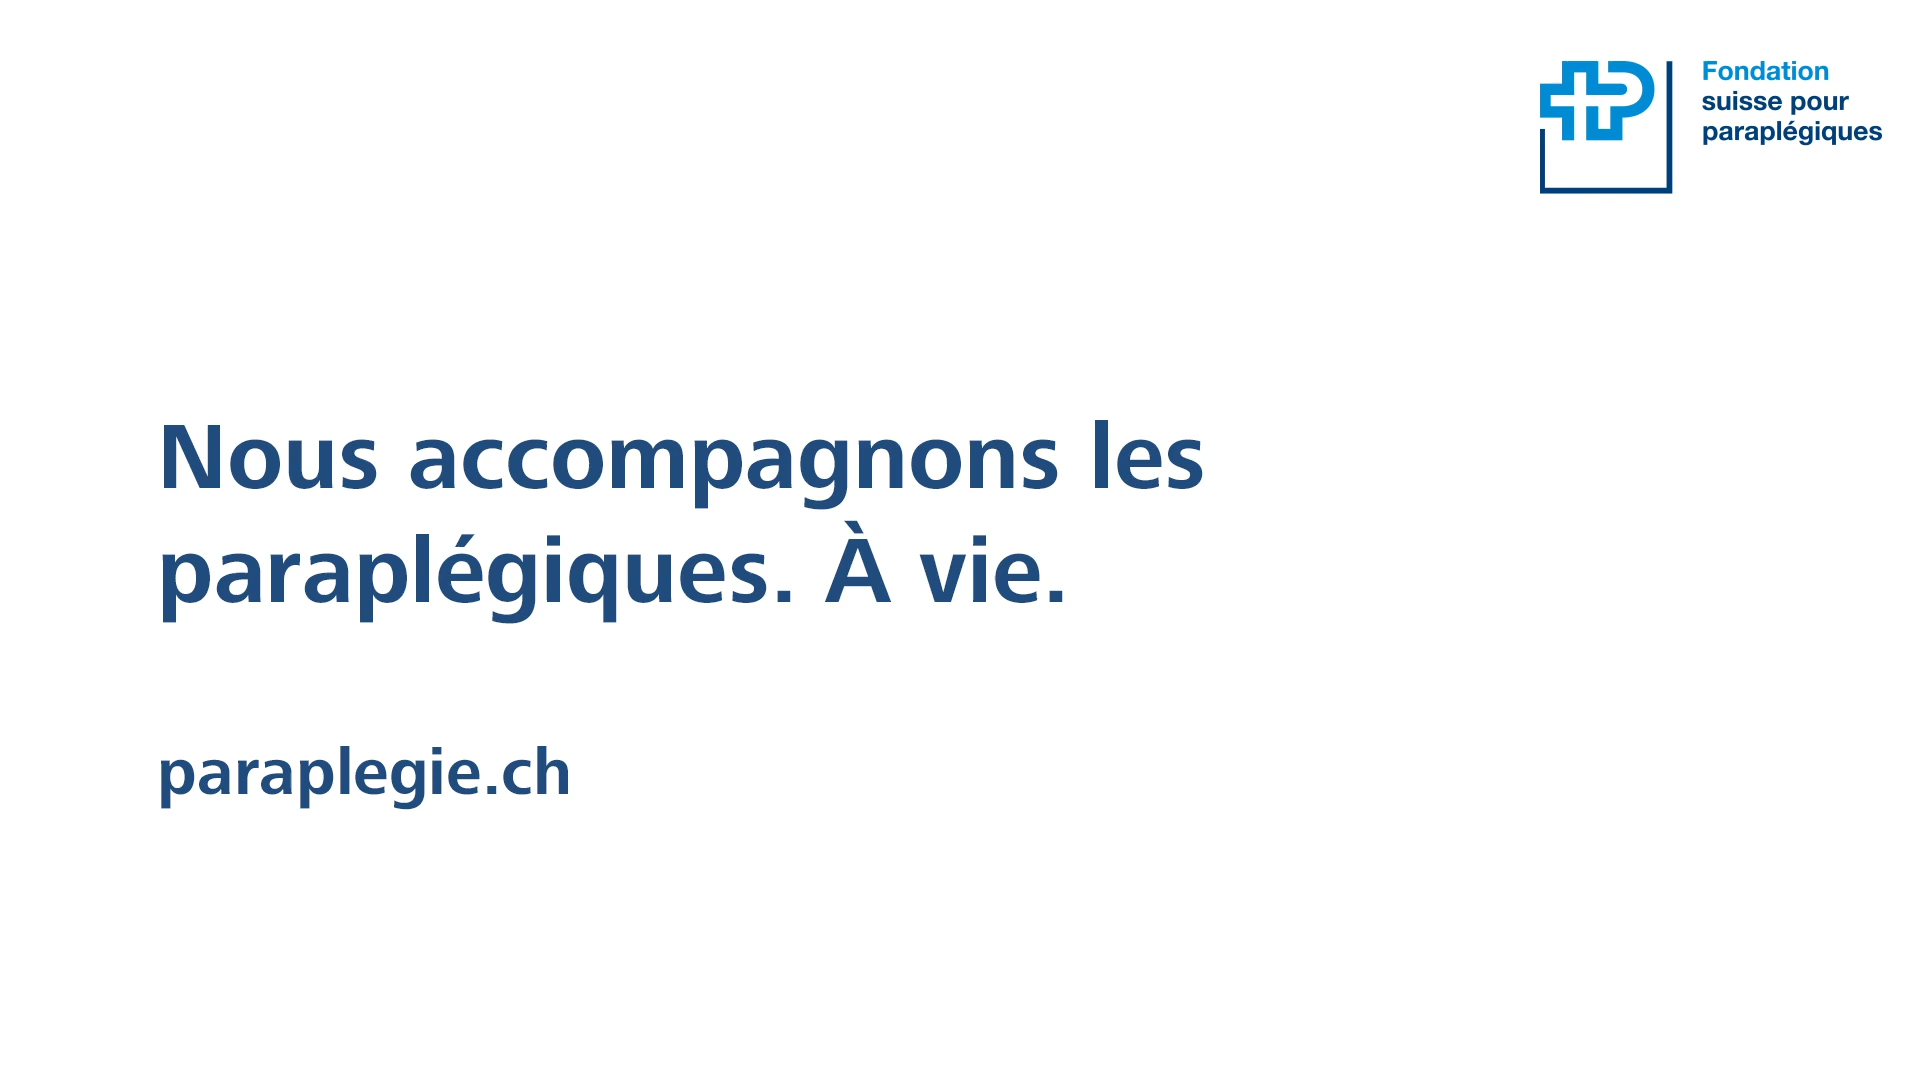 Fondation
suisse pour
paraplégiques
Nous accompagnons les
paraplégiques. À vie.
paraplegie.ch